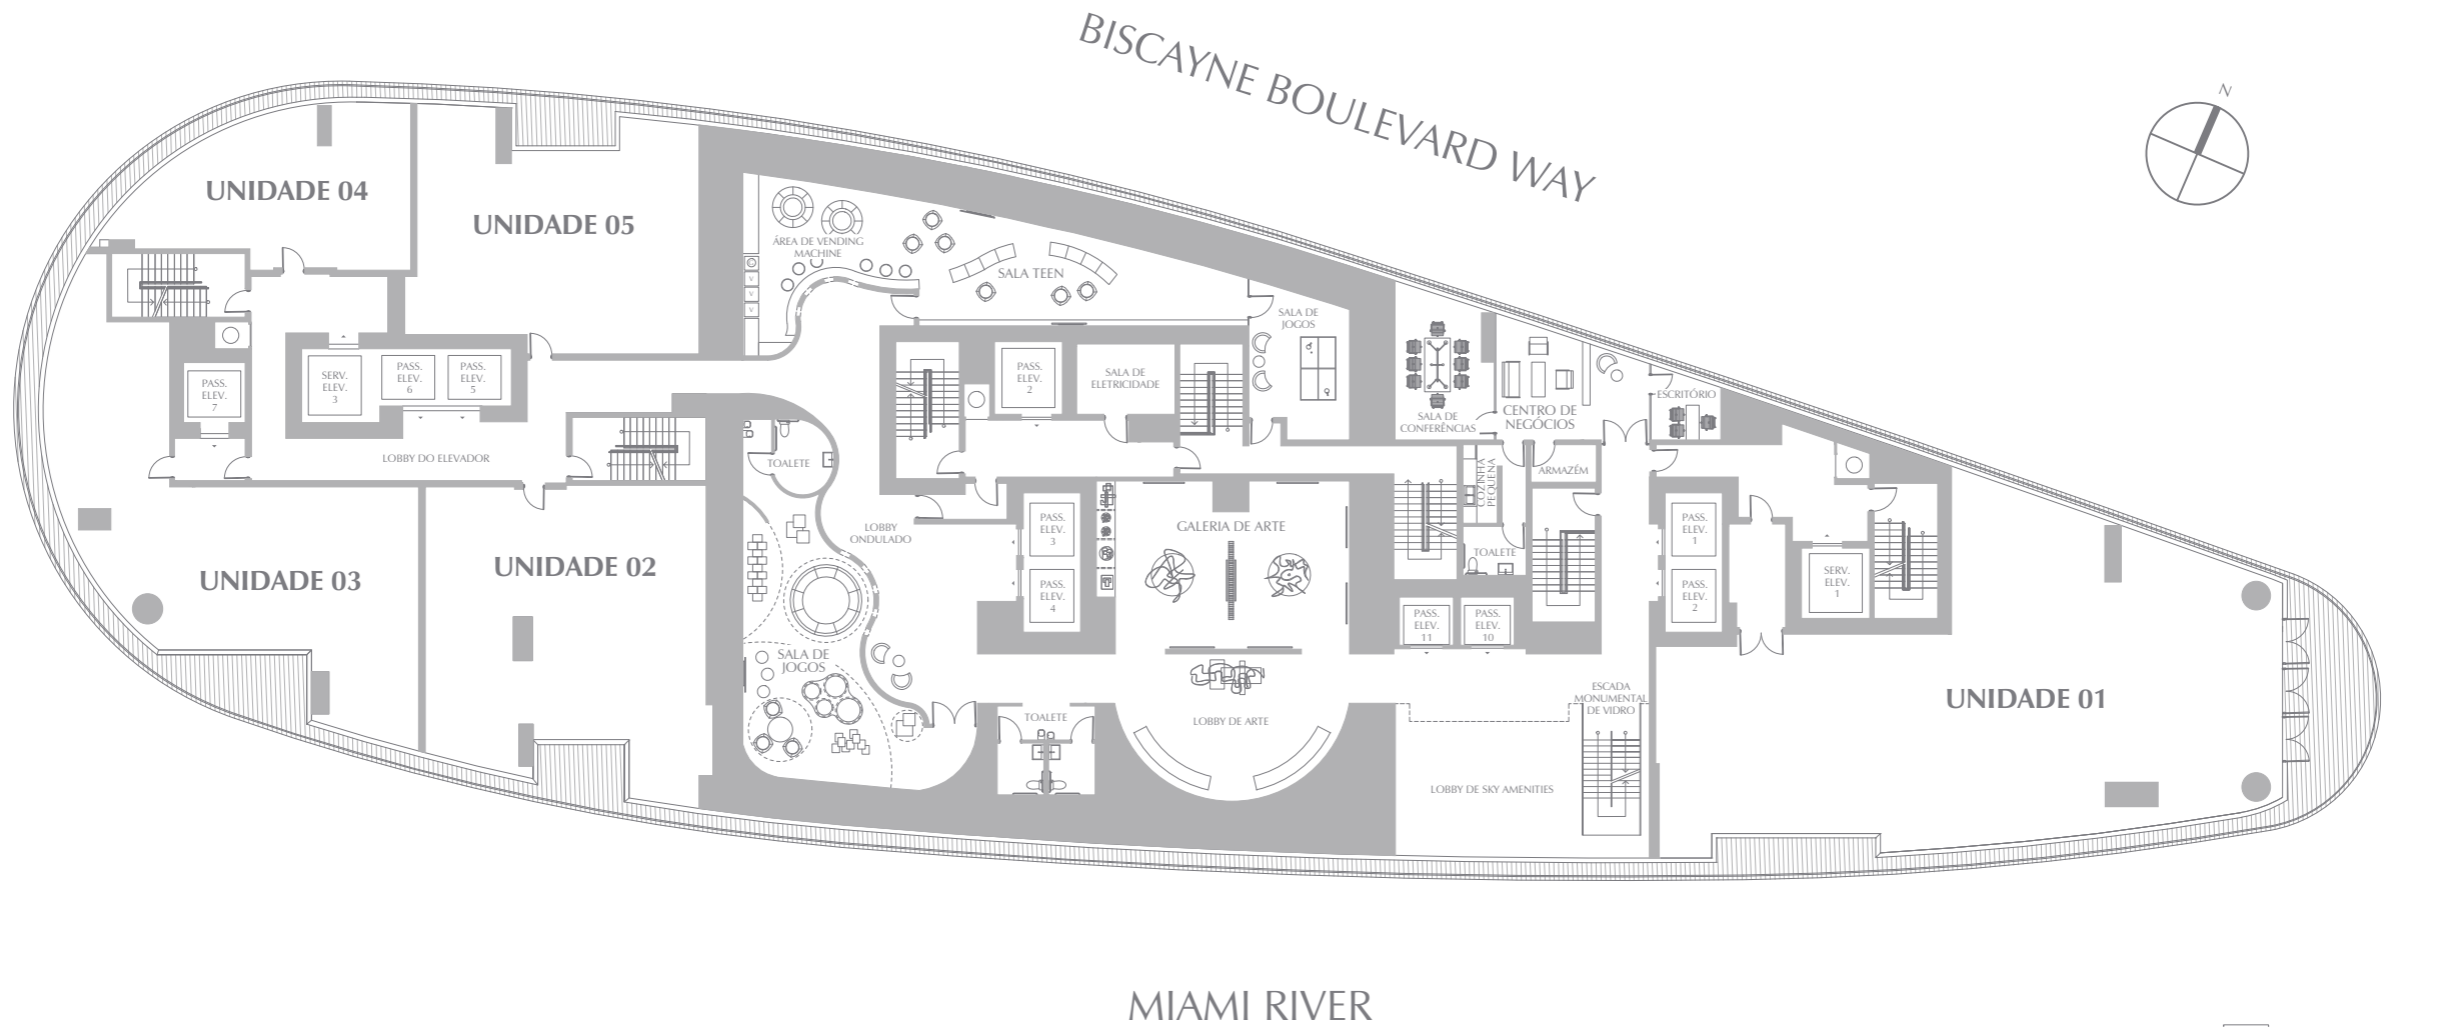 BISCAYNE BOULEVARD WAY
N
UNIDADE 04
UNIDADE 05
ÁREA DE VENDING
MACHINE
SALA TEEN
SALA DE
JOGOS
V
V
V
PASS.
ELEV.
7
SERV.
ELEV.
3
PASS.
ELEV.
6
PASS.
ELEV.
5
PASS.
ELEV.
2
SALA DE
ELETRICIDADE
SALA DE
CONFERÊNCIAS
CENTRO DE
NEGÓCIOS
ESCRITÓRIO
LOBBY DO ELEVADOR
TOALETE
COZINHA
PEQUENA
ARMAZÉM
LOBBY
ONDULADO
PASS.
ELEV.
3
GALERIA DE ARTE
TOALETE
PASS.
ELEV.
1
UNIDADE 03
UNIDADE 02
PASS.
ELEV.
4
PASS.
ELEV.
2
SERV.
ELEV.
1
PASS.
ELEV.
11
PASS.
ELEV.
10
SALA DE
JOGOS
TOALETE
LOBBY DE ARTE
ESCADA
MONUMENTAL
DE VIDRO
UNIDADE 01
LOBBY DE SKY AMENITIES
MIAMI RIVER